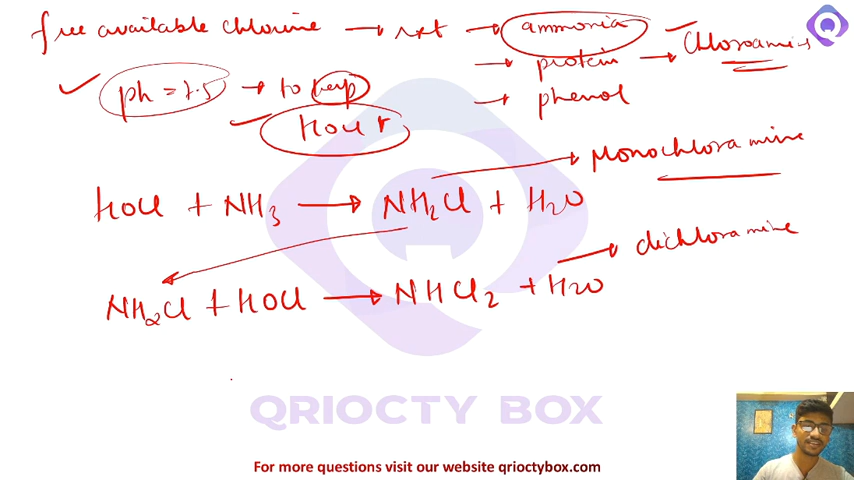 free available chlorine → rxt → ammonia → chloroamins
→ protein
→ phenol
ph = 7.5 → to keep
HOCl ↑
Monochloramine
HOCl + NH3 → NH2Cl + H2O
dichloramine
NH2Cl + HOCl → NHCl2 + H2O
QRIOCTY BOX
For more questions visit our website qrioctybox.com